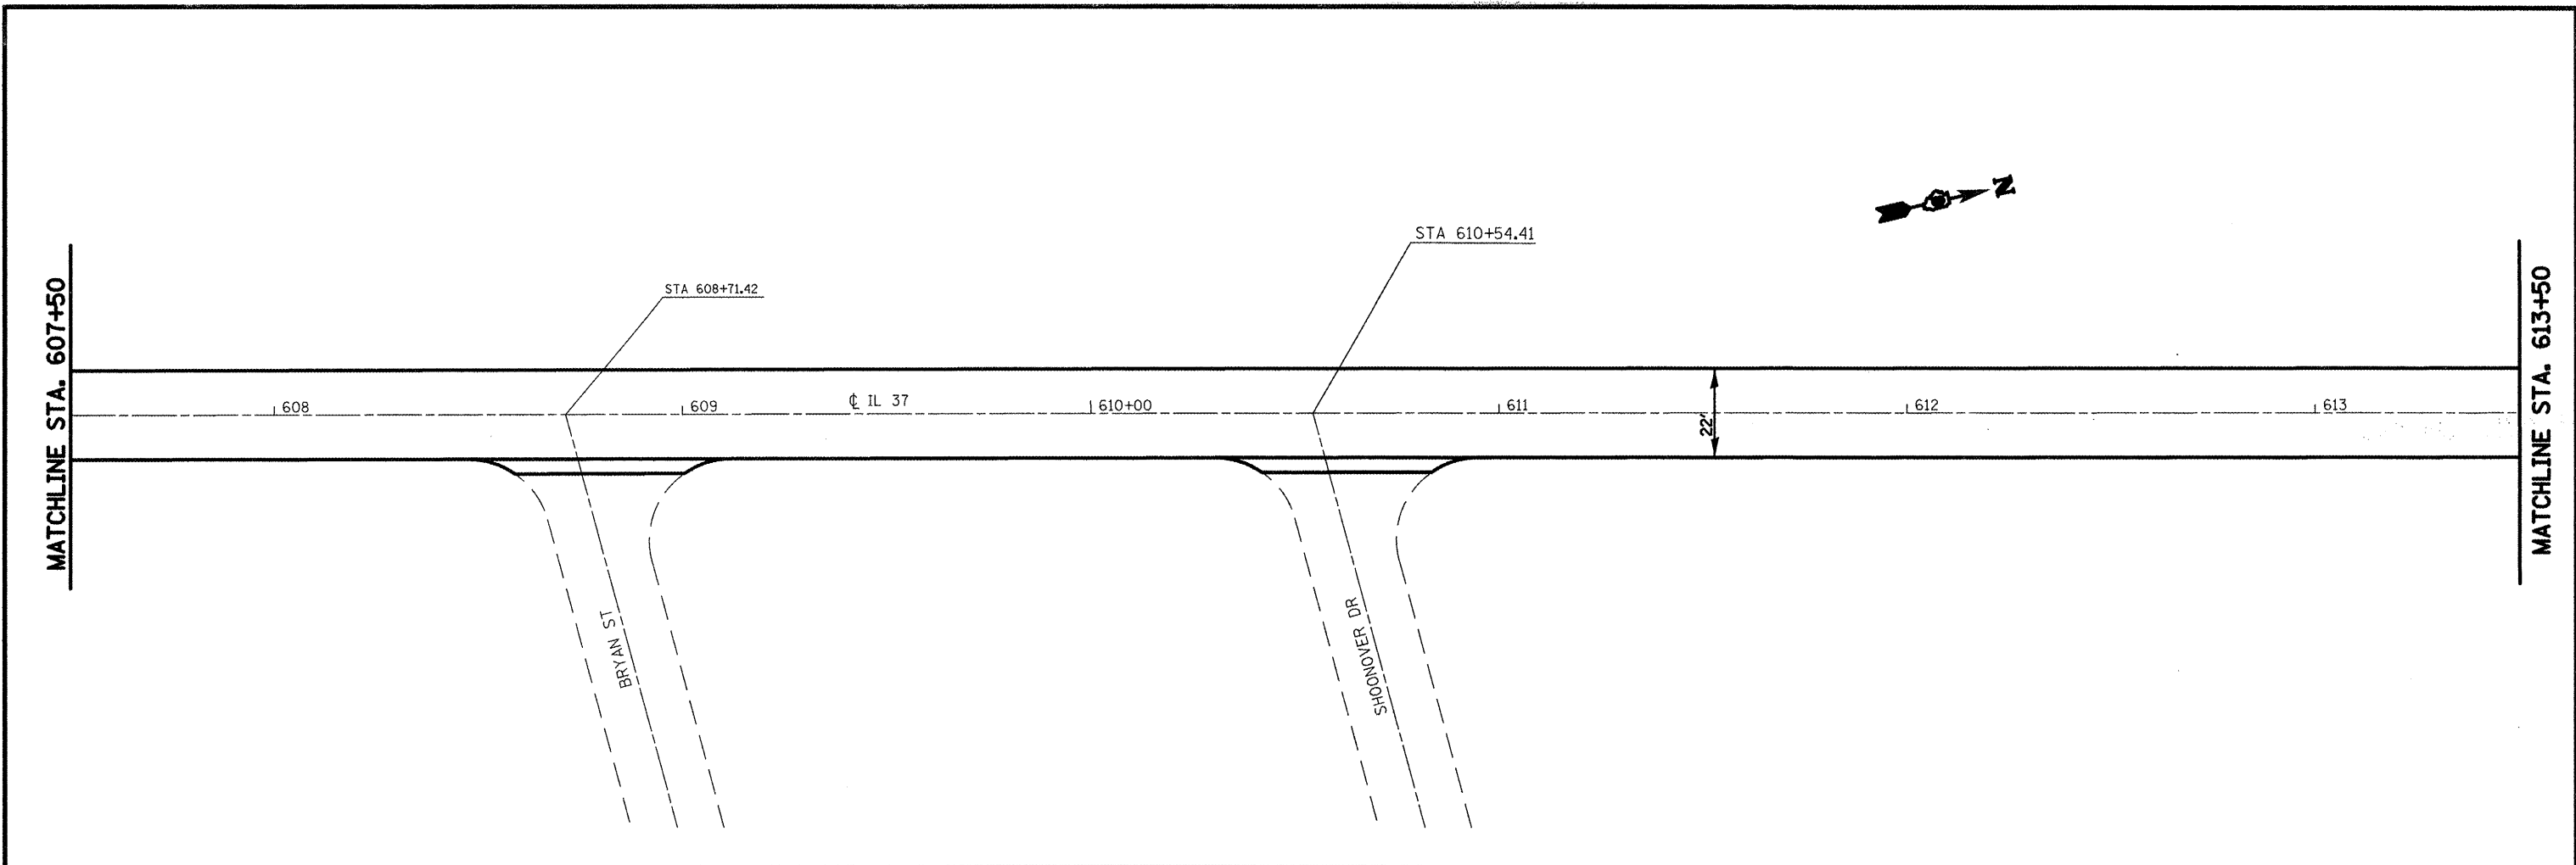 N
STA 610+54.41
STA 608+71.42
MATCHLINE STA. 607+50
MATCHLINE STA. 613+50
608
609
℄ IL 37
610+00
611
612
613
22'
BRYAN ST
SHOONOVER DR